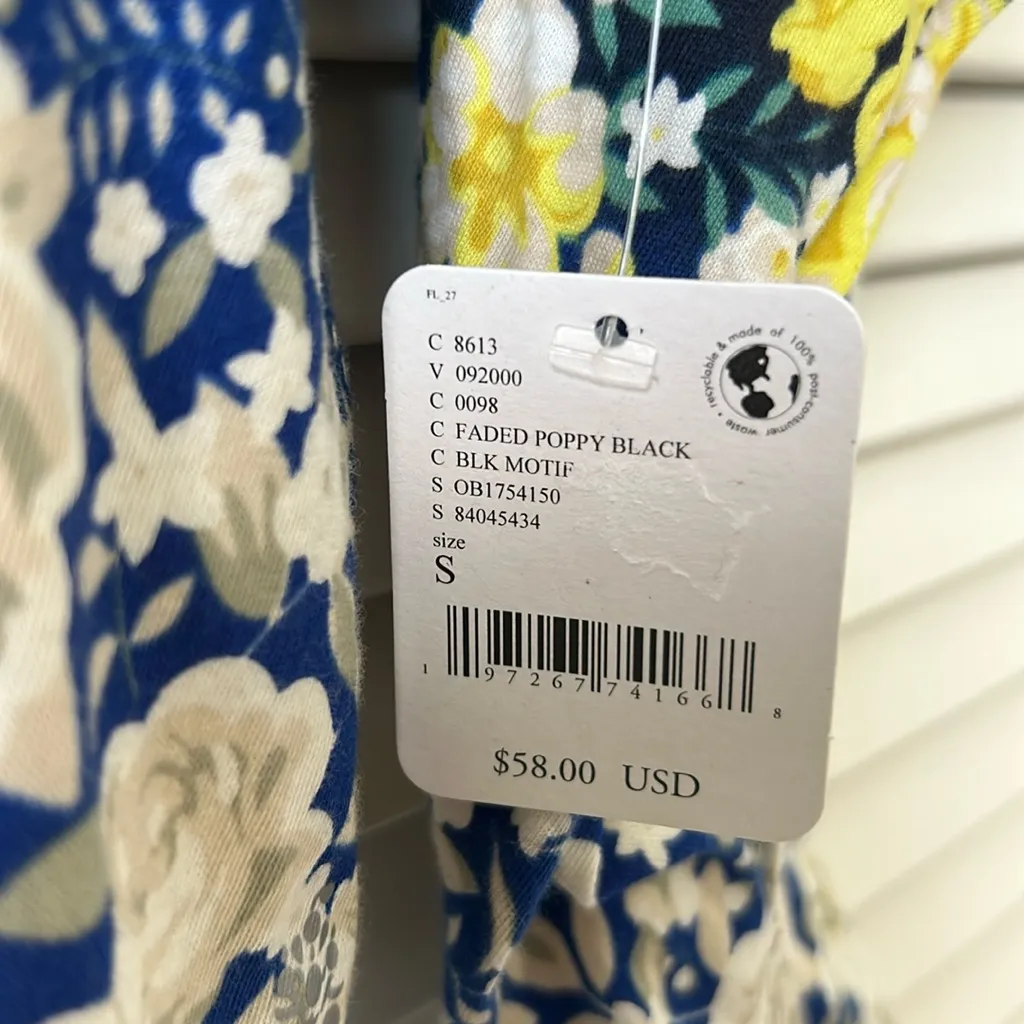 FL_27
C 8613
V 092000
C 0098
C FADED POPPY BLACK
C BLK MOTIF
S OB1754150
S 84045434
size
S
recyclable & made of 100% post-consumer waste •
1 97267 74166 8
$58.00 USD